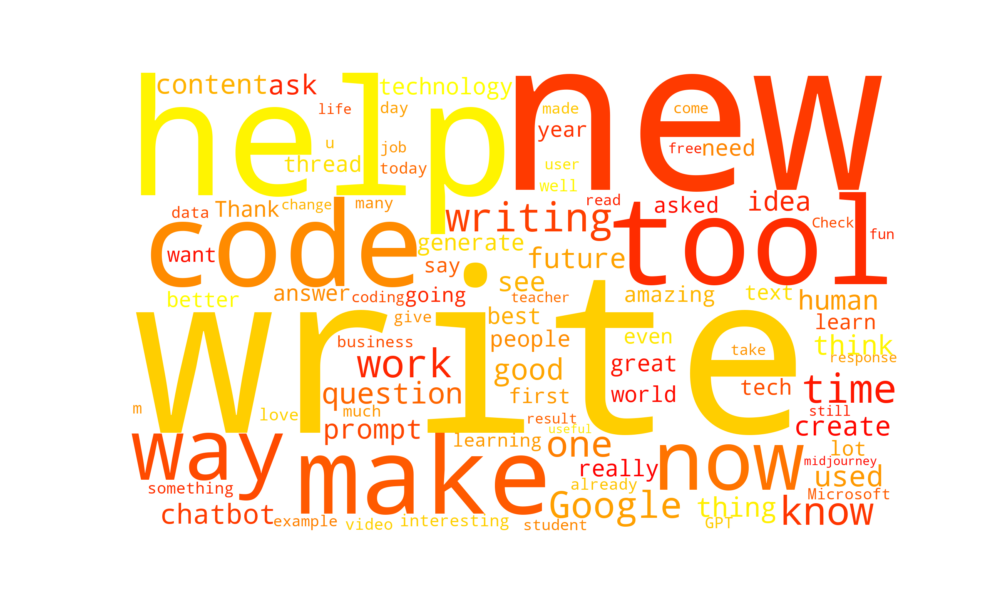 help
new
content
ask
technology
life
day
made
come
year
free
need
u
thread
job
today
user
well
read
data
Thank
change
many
writing
asked
idea
Check
fun
code
tool
want
generate
say
future
see
better
answer
coding
going
teacher
amazing
text
human
write
give
best
people
even
learn
think
response
business
work
good
great
take
tech
time
question
first
world
still
m
love
much
prompt
result
useful
create
way
make
learning
one
really
now
lot
midjourney
used
something
already
Microsoft
chatbot
example
video
interesting
student
Google
thing
GPT
know